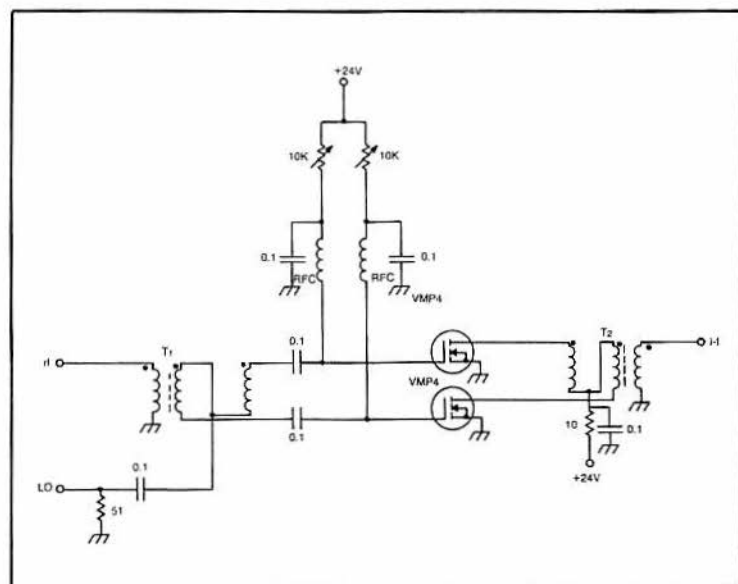 +24V
10K 10K
0.1 RFC RFC 0.1
VMP4
rf T1 0.1 T2 i-f
VMP4
0.1
10 0.1
LO 0.1
+24V
51